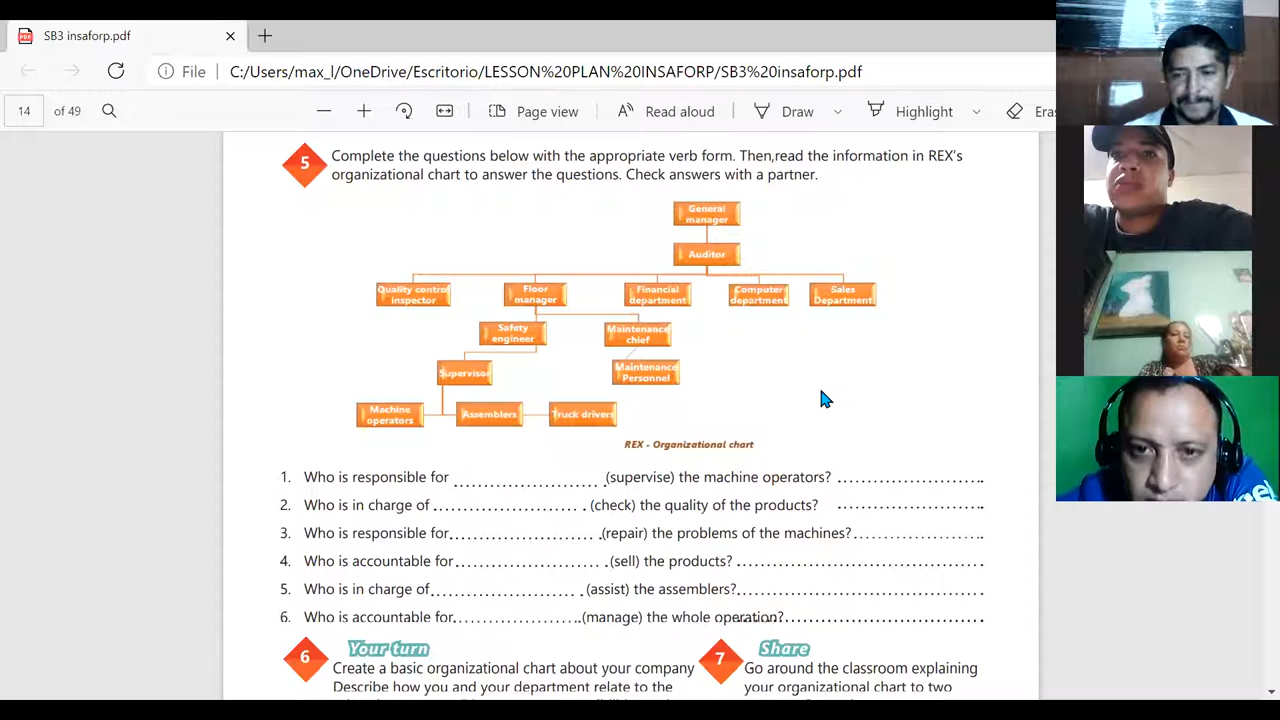 SB3 insaforp.pdf
File
C:/Users/max_l/OneDrive/Escritorio/LESSON%20PLAN%20INSAFORP/SB3%20insaforp.pdf
14 of 49
Page view
Read aloud
Draw
Highlight
Eras
5
Complete the questions below with the appropriate verb form. Then,read the information in REX's
organizational chart to answer the questions. Check answers with a partner.
General
manager
Auditor
Quality control
inspector
Floor
manager
Financial
department
Computer
department
Sales
Department
Safety
engineer
Maintenance
chief
Supervisor
Maintenance
Personnel
Machine
operators
Assemblers
Truck drivers
REX - Organizational chart
1. Who is responsible for ........................ (supervise) the machine operators? ........................
2. Who is in charge of ........................ (check) the quality of the products? ........................
3. Who is responsible for........................ (repair) the problems of the machines?........................
4. Who is accountable for........................ (sell) the products? ........................
5. Who is in charge of........................ (assist) the assemblers?........................
6. Who is accountable for........................(manage) the whole operation?........................
6
Your turn
Create a basic organizational chart about your company
Describe how you and your department relate to the
7
Share
Go around the classroom explaining
your organizational chart to two